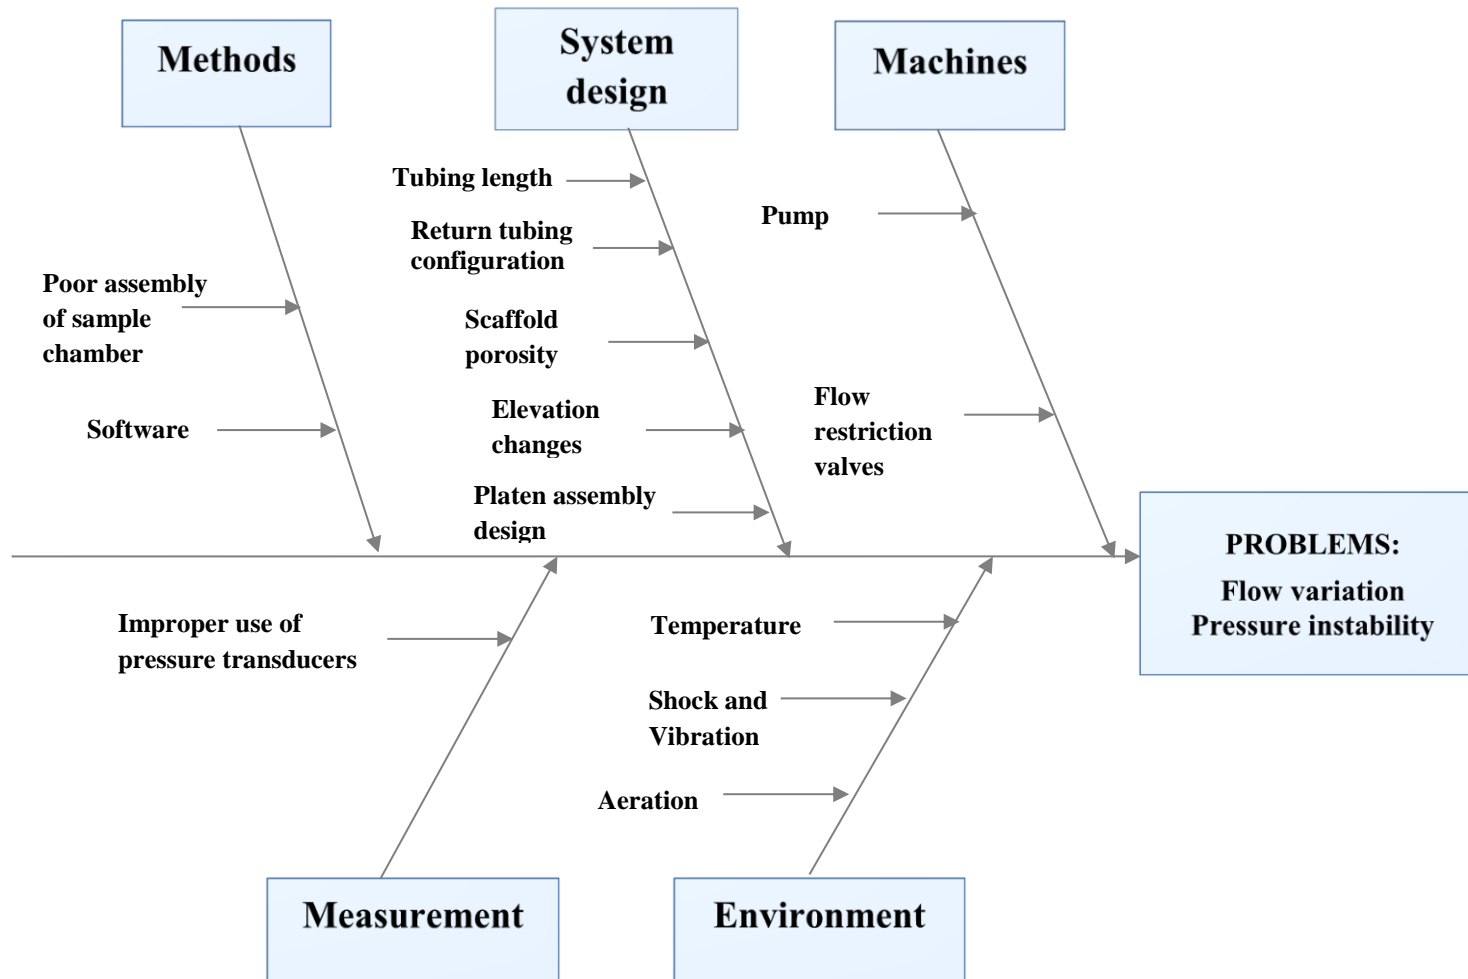 Methods
System
design
Machines
Tubing length
Return tubing
configuration
Scaffold
porosity
Elevation
changes
Platen assembly
design
Pump
Flow
restriction
valves
Poor assembly
of sample
chamber
Software
PROBLEMS:
Flow variation
Pressure instability
Improper use of
pressure transducers
Temperature
Shock and
Vibration
Aeration
Measurement
Environment